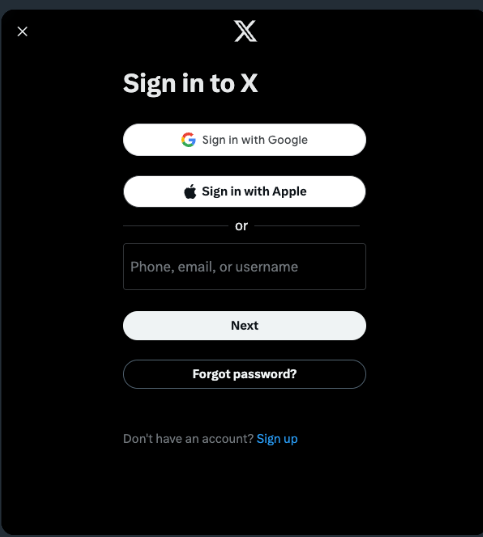 Sign in to X
Sign in with Google
Sign in with Apple
or
Phone, email, or username
Next
Forgot password?
Don't have an account? Sign up